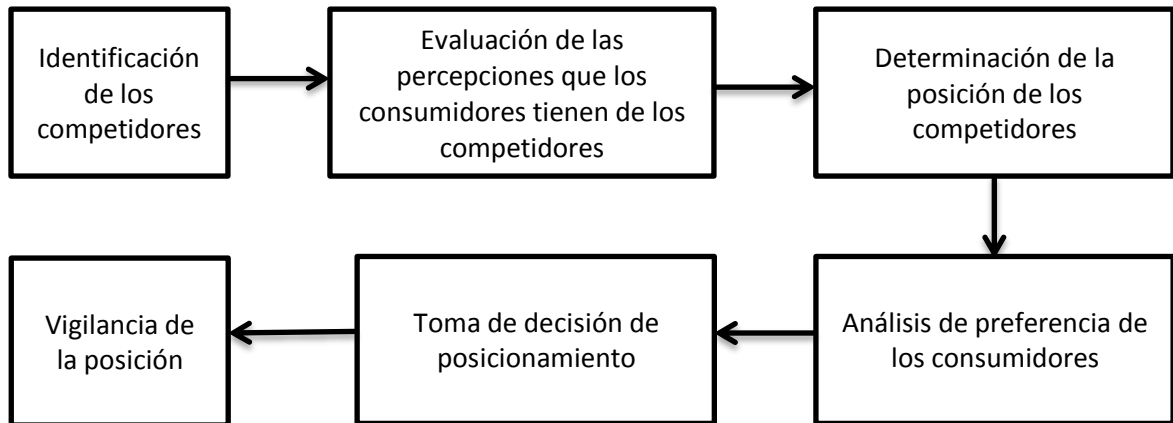 Identificación
de los
competidores
Evaluación de las
percepciones que los
consumidores tienen de los
competidores
Determinación de la
posición de los
competidores
Análisis de preferencia de
los consumidores
Toma de decisión de
posicionamiento
Vigilancia de
la posición